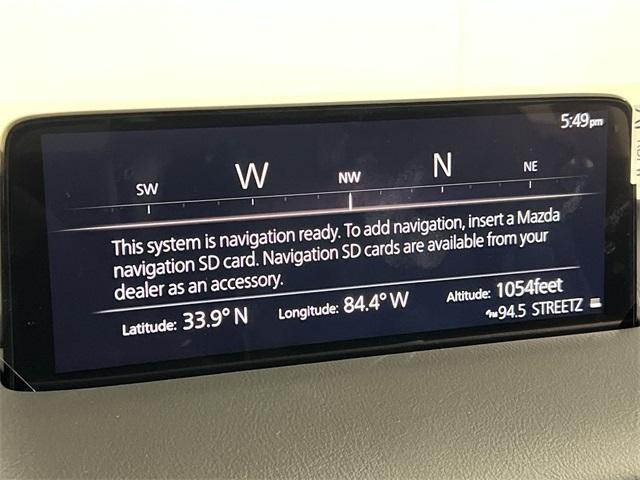 5:49pm
SW W NW N NE
This system is navigation ready. To add navigation, insert a Mazda
navigation SD card. Navigation SD cards are available from your
dealer as an accessory.
Latitude: 33.9° N Longitude: 84.4° W Altitude: 1054feet
94.5 STREETZ